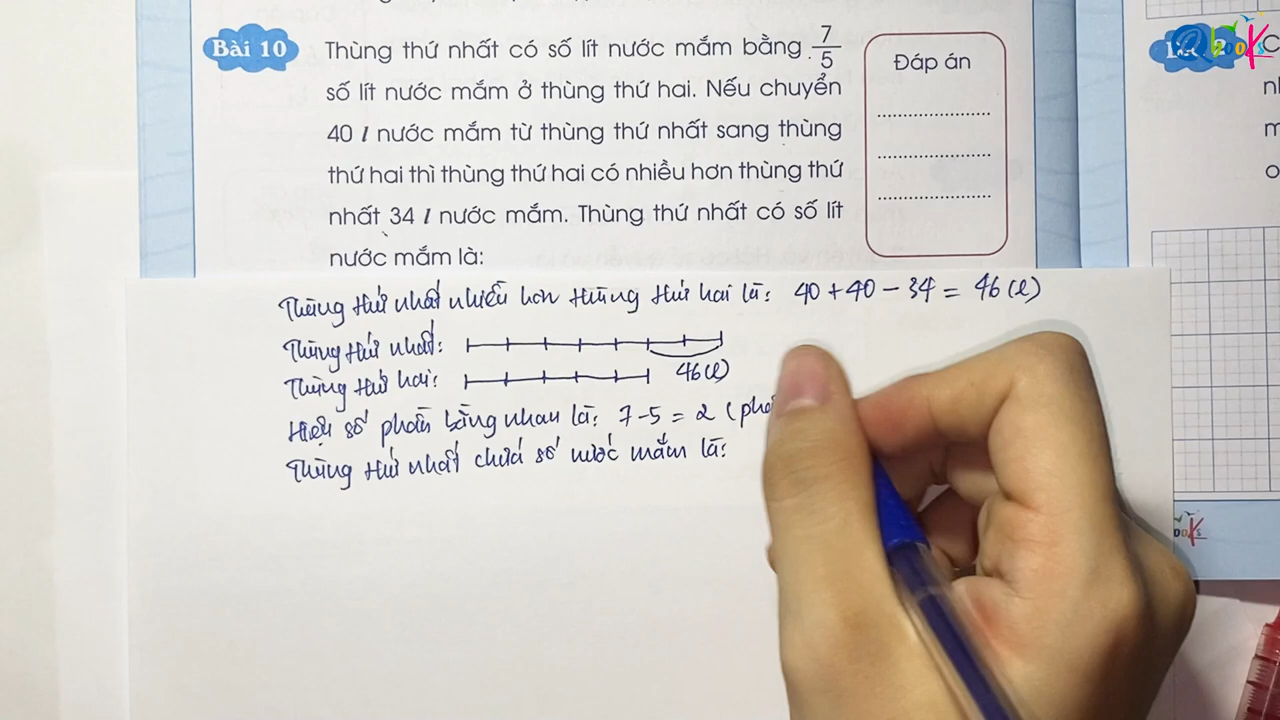 Bài 10
Thùng thứ nhất có số lít nước mắm bằng 7/5
số lít nước mắm ở thùng thứ hai. Nếu chuyển
40 l nước mắm từ thùng thứ nhất sang thùng
thứ hai thì thùng thứ hai có nhiều hơn thùng thứ
nhất 34 l nước mắm. Thùng thứ nhất có số lít
nước mắm là:
Đáp án
Thùng thứ nhất nhiều hơn thùng thứ hai là: 40 + 40 - 34 = 46 (l)
Thùng thứ nhất:
46 (l)
Thùng thứ hai:
Hiệu số phần bằng nhau là: 7 - 5 = 2 (
Thùng thứ nhất chứa số nước mắm là: